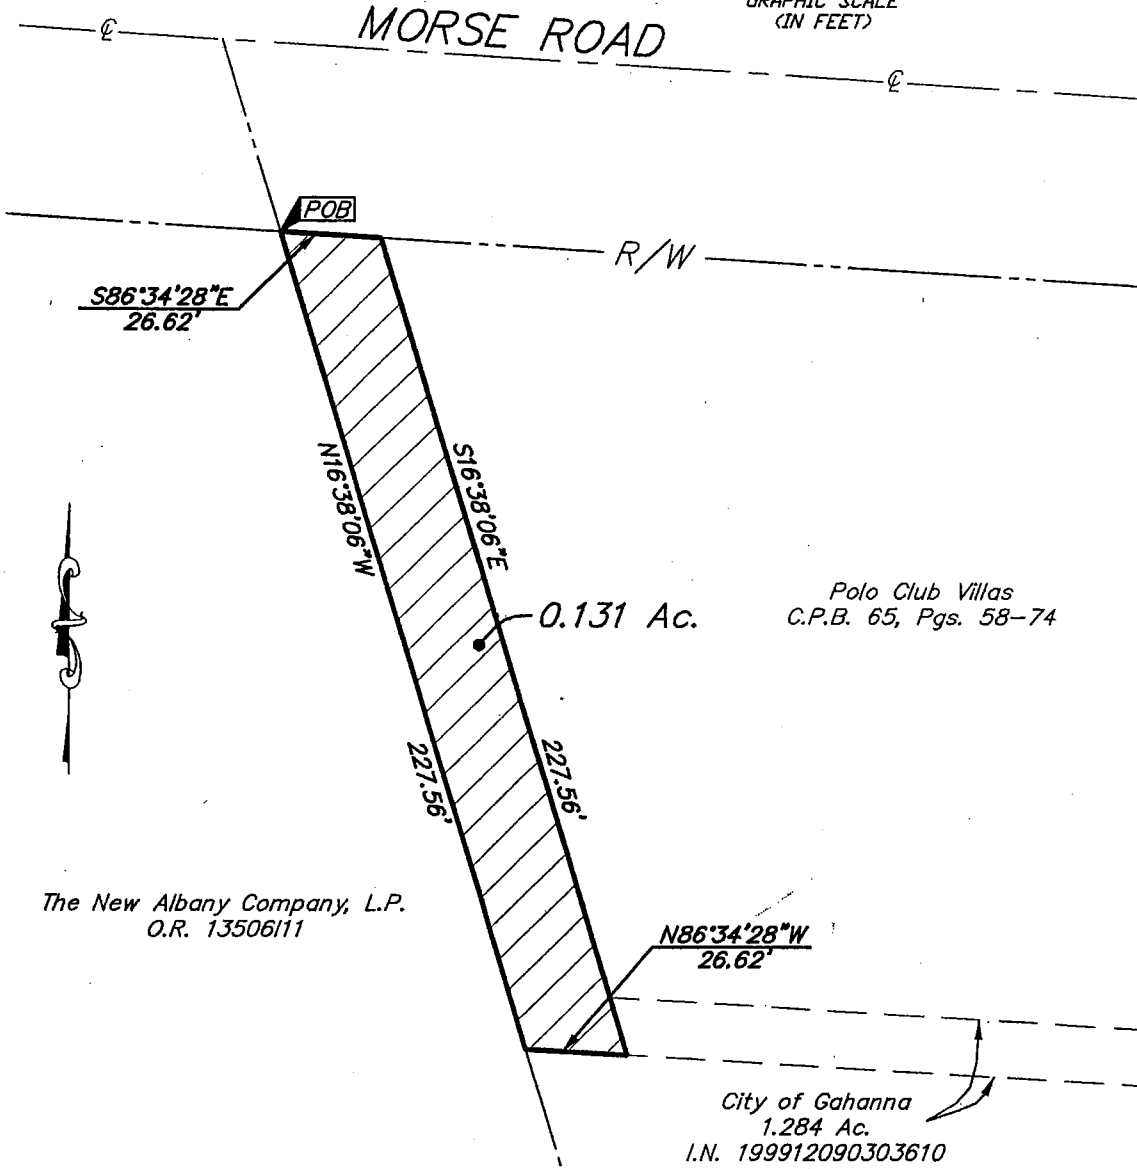 GRAPHIC SCALE
(IN FEET)
℄
MORSE ROAD
℄
POB
R/W
S86°34'28"E
26.62'
N16°38'06"W
S16°38'06"E
0.131 Ac.
Polo Club Villas
C.P.B. 65, Pgs. 58-74
227.56'
227.56'
The New Albany Company, L.P.
O.R. 13506I11
N86°34'28"W
26.62'
City of Gahanna
1.284 Ac.
I.N. 199912090303610